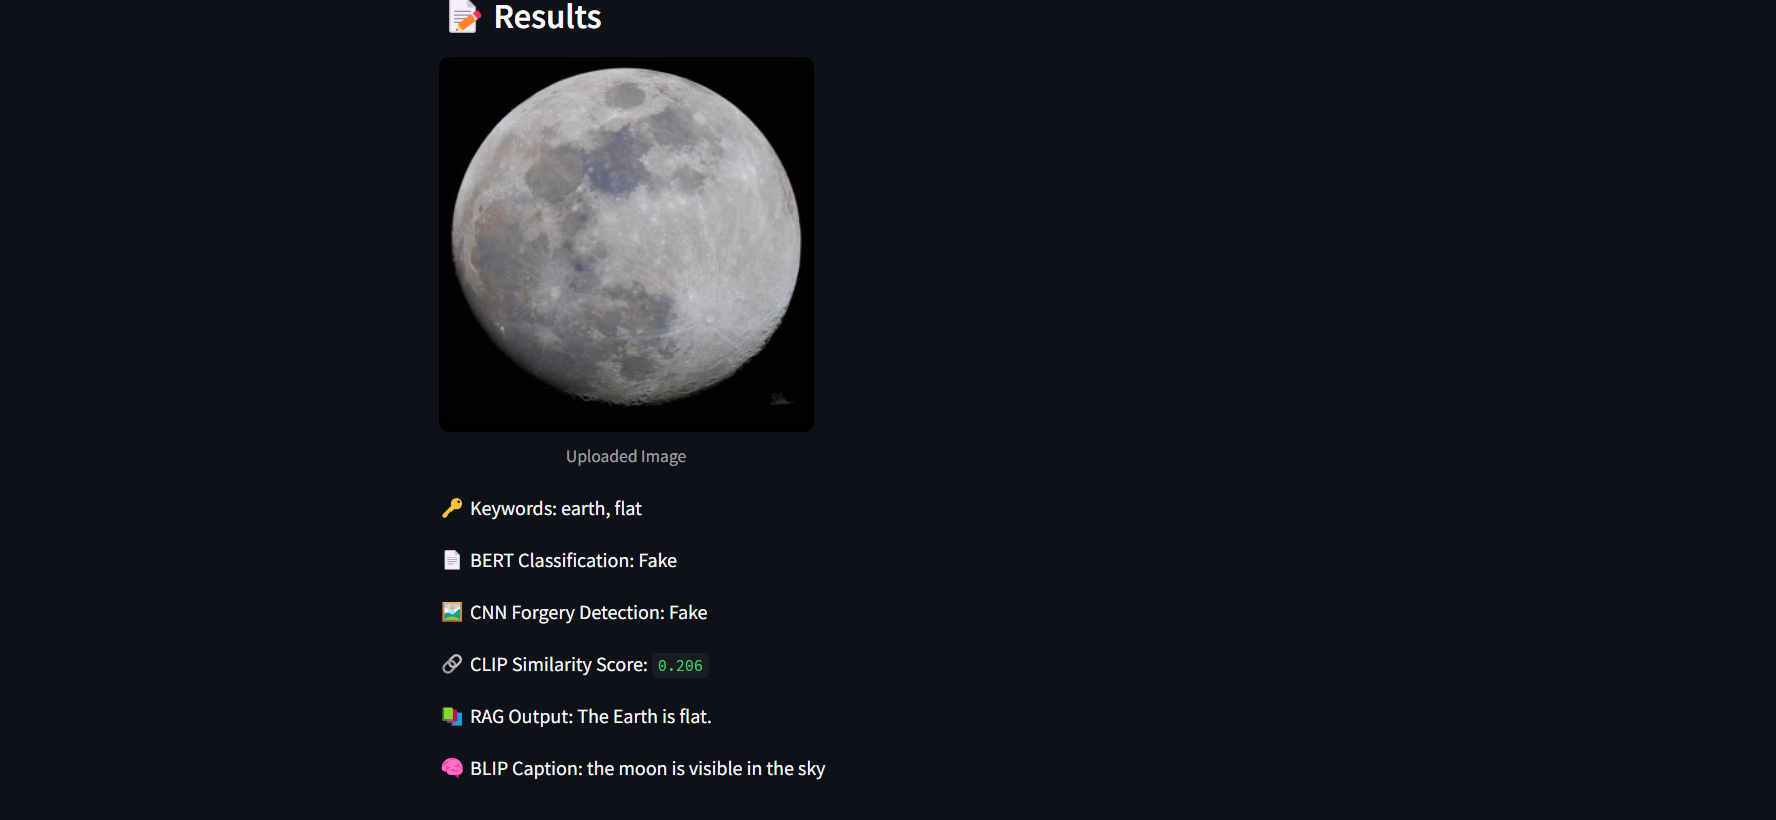 Results
Uploaded Image
Keywords: earth, flat
BERT Classification: Fake
CNN Forgery Detection: Fake
CLIP Similarity Score: 0.206
RAG Output: The Earth is flat.
BLIP Caption: the moon is visible in the sky